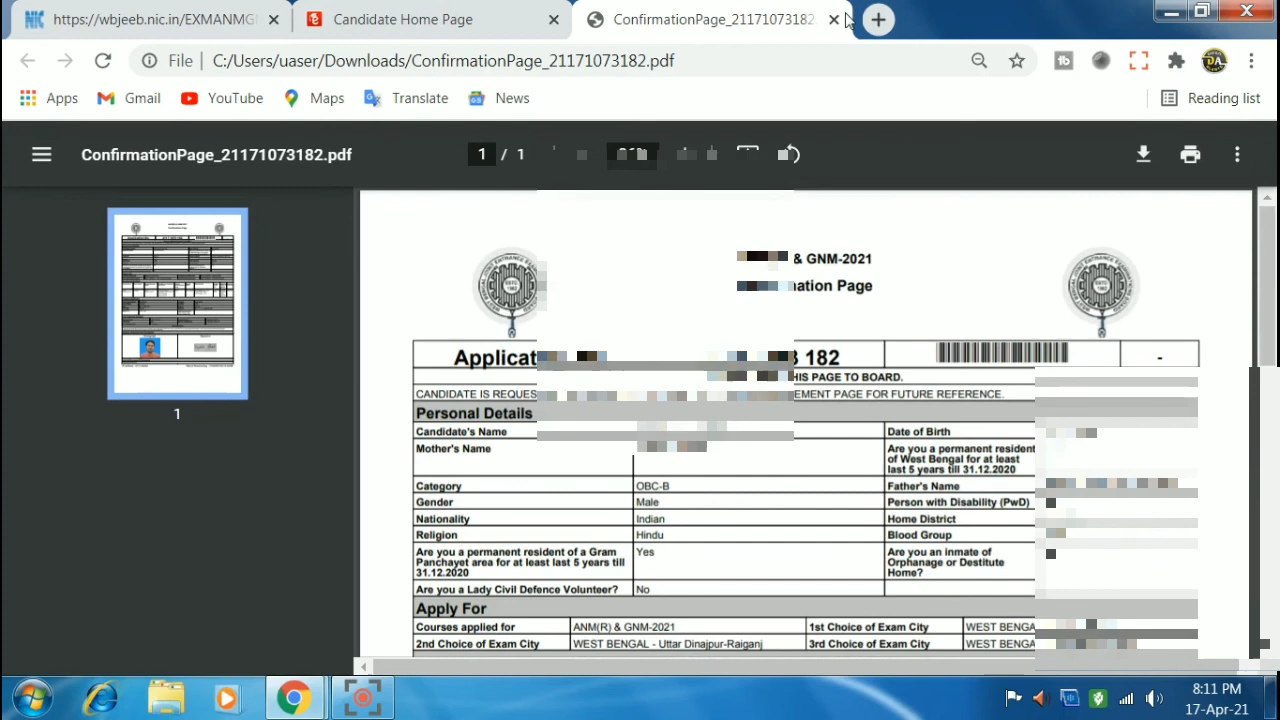 https://wbjeeb.nic.in/EXMANMG
Candidate Home Page
ConfirmationPage_21171073182.
File
C:/Users/uaser/Downloads/ConfirmationPage_21171073182.pdf
Apps
Gmail
YouTube
Maps
Translate
News
Reading list
ConfirmationPage_21171073182.pdf
1 / 1
1
& GNM-2021
ation Page
Applicat
182
-
HIS PAGE TO BOARD.
CANDIDATE IS REQUES
EMENT PAGE FOR FUTURE REFERENCE.
Personal Details
Candidate's Name
Date of Birth
Mother's Name
Are you a permanent resident
of West Bengal for at least
last 5 years till 31.12.2020
Category OBC-B Father's Name
Gender Male Person with Disability (PwD)
Nationality Indian Home District
Religion Hindu Blood Group
Are you a permanent resident of a Gram
Panchayet area for at least last 5 years till
31.12.2020
Yes
Are you an inmate of
Orphanage or Destitute
Home?
Are you a Lady Civil Defence Volunteer? No
Apply For
Courses applied for ANM(R) & GNM-2021 1st Choice of Exam City WEST BENGA
2nd Choice of Exam City WEST BENGAL - Uttar Dinajpur-Raiganj 3rd Choice of Exam City WEST BENGA
8:11 PM
17-Apr-21